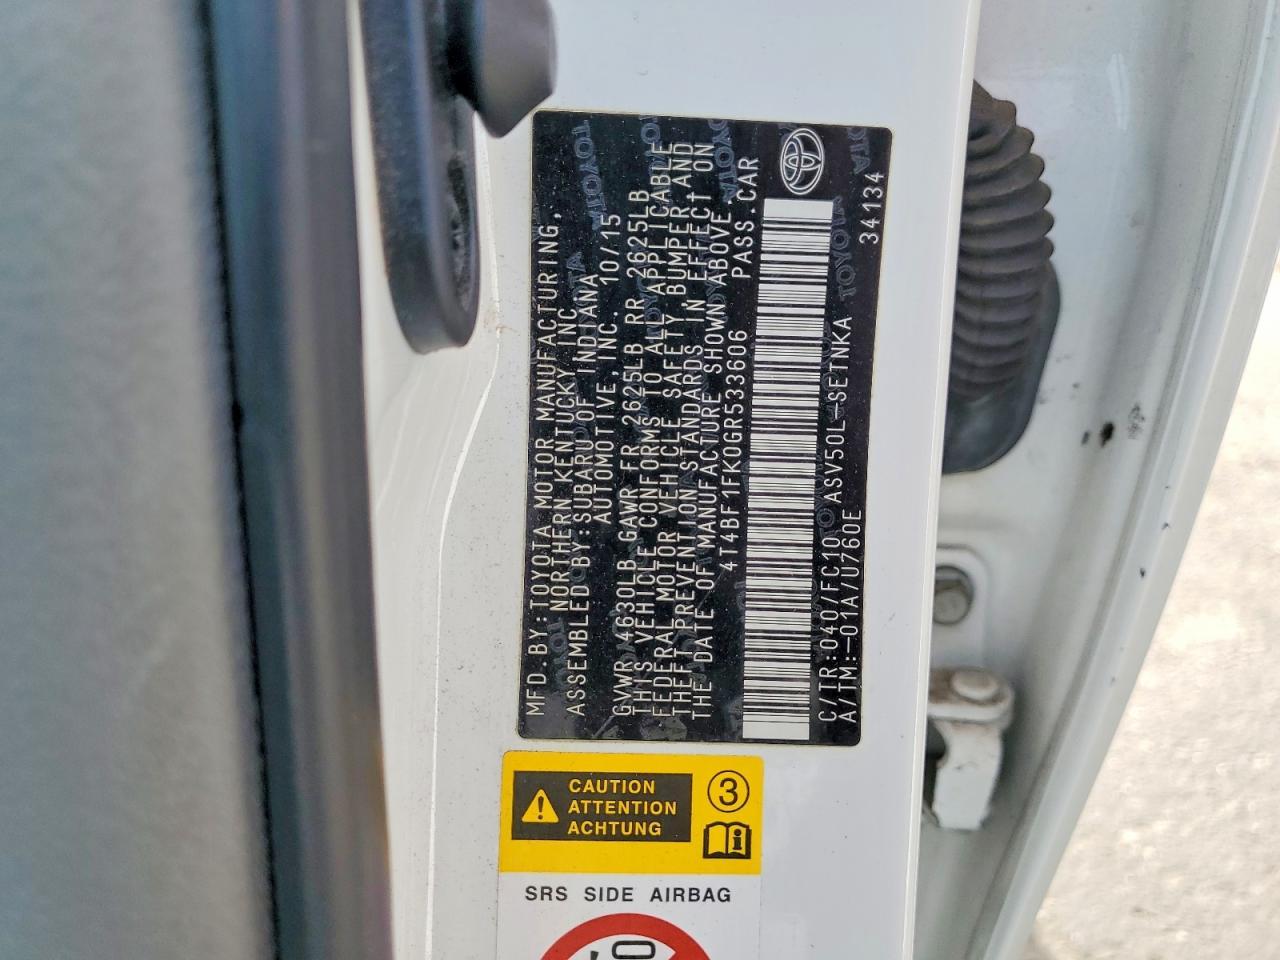 MFD.BY:TOYOTA MOTOR MANUFACTURING,
NORTHERN KENTUCKY,INC.
ASSEMBLED BY:SUBARU OF INDIANA
AUTOMOTIVE,INC. 10/15
GVWR 4630LB GAWR FR 2625LB RR 2625LB
THIS VEHICLE CONFORMS TO ALL APPLICABLE
FEDERAL MOTOR VEHICLE SAFETY, BUMPER,AND
THEFT PREVENTION STANDARDS IN EFFECT ON
THE DATE OF MANUFACTURE SHOWN ABOVE.
4T4BF1FK0GR533606 PASS.CAR
C/TR:040/FC10 ASV50L-SETNKA
A/TM:-01A/U760E 34134
CAUTION
ATTENTION
ACHTUNG
3
SRS SIDE AIRBAG